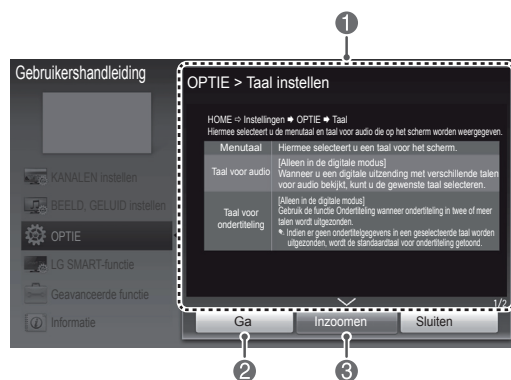 1
Gebruikershandleiding
KANALEN instellen
BEELD, GELUID instellen
OPTIE
LG SMART-functie
Geavanceerde functie
Informatie
OPTIE > Taal instellen
HOME ⇨ Instellingen ➡ OPTIE ➡ Taal
Hiermee selecteert u de menutaal en taal voor audio die op het scherm worden weergegeven.
Menutaal
Hiermee selecteert u een taal voor het scherm.
Taal voor audio
[Alleen in de digitale modus]
Wanneer u een digitale uitzending met verschillende talen
voor audio bekijkt, kunt u de gewenste taal selecteren.
Taal voor
ondertiteling
[Alleen in de digitale modus]
Gebruik de functie Ondertiteling wanneer ondertiteling in twee of meer
talen wordt uitgezonden.
Indien er geen ondertitelgegevens in een geselecteerde taal worden
uitgezonden, wordt de standaardtaal voor ondertiteling getoond.
1/2
Ga
Inzoomen
Sluiten
2
3